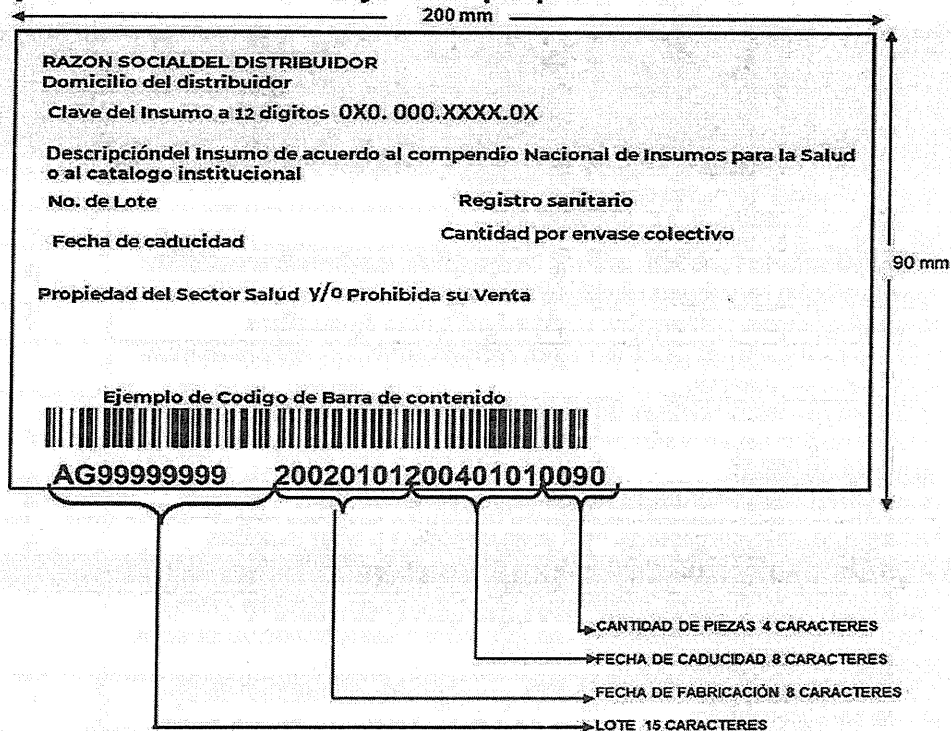 200 mm
RAZON SOCIALDEL DISTRIBUIDOR
Domicilio del distribuidor
Clave del Insumo a 12 digitos 0X0. 000.XXXX.0X
Descripcióndel Insumo de acuerdo al compendio Nacional de Insumos para la Salud
o al catalogo institucional
No. de Lote Registro sanitario
Fecha de caducidad Cantidad por envase colectivo
90 mm
Propiedad del Sector Salud y/o Prohibida su Venta
Ejemplo de Codigo de Barra de contenido
AG99999999 20020101200401010090
CANTIDAD DE PIEZAS 4 CARACTERES
FECHA DE CADUCIDAD 8 CARACTERES
FECHA DE FABRICACIÓN 8 CARACTERES
LOTE 15 CARACTERES